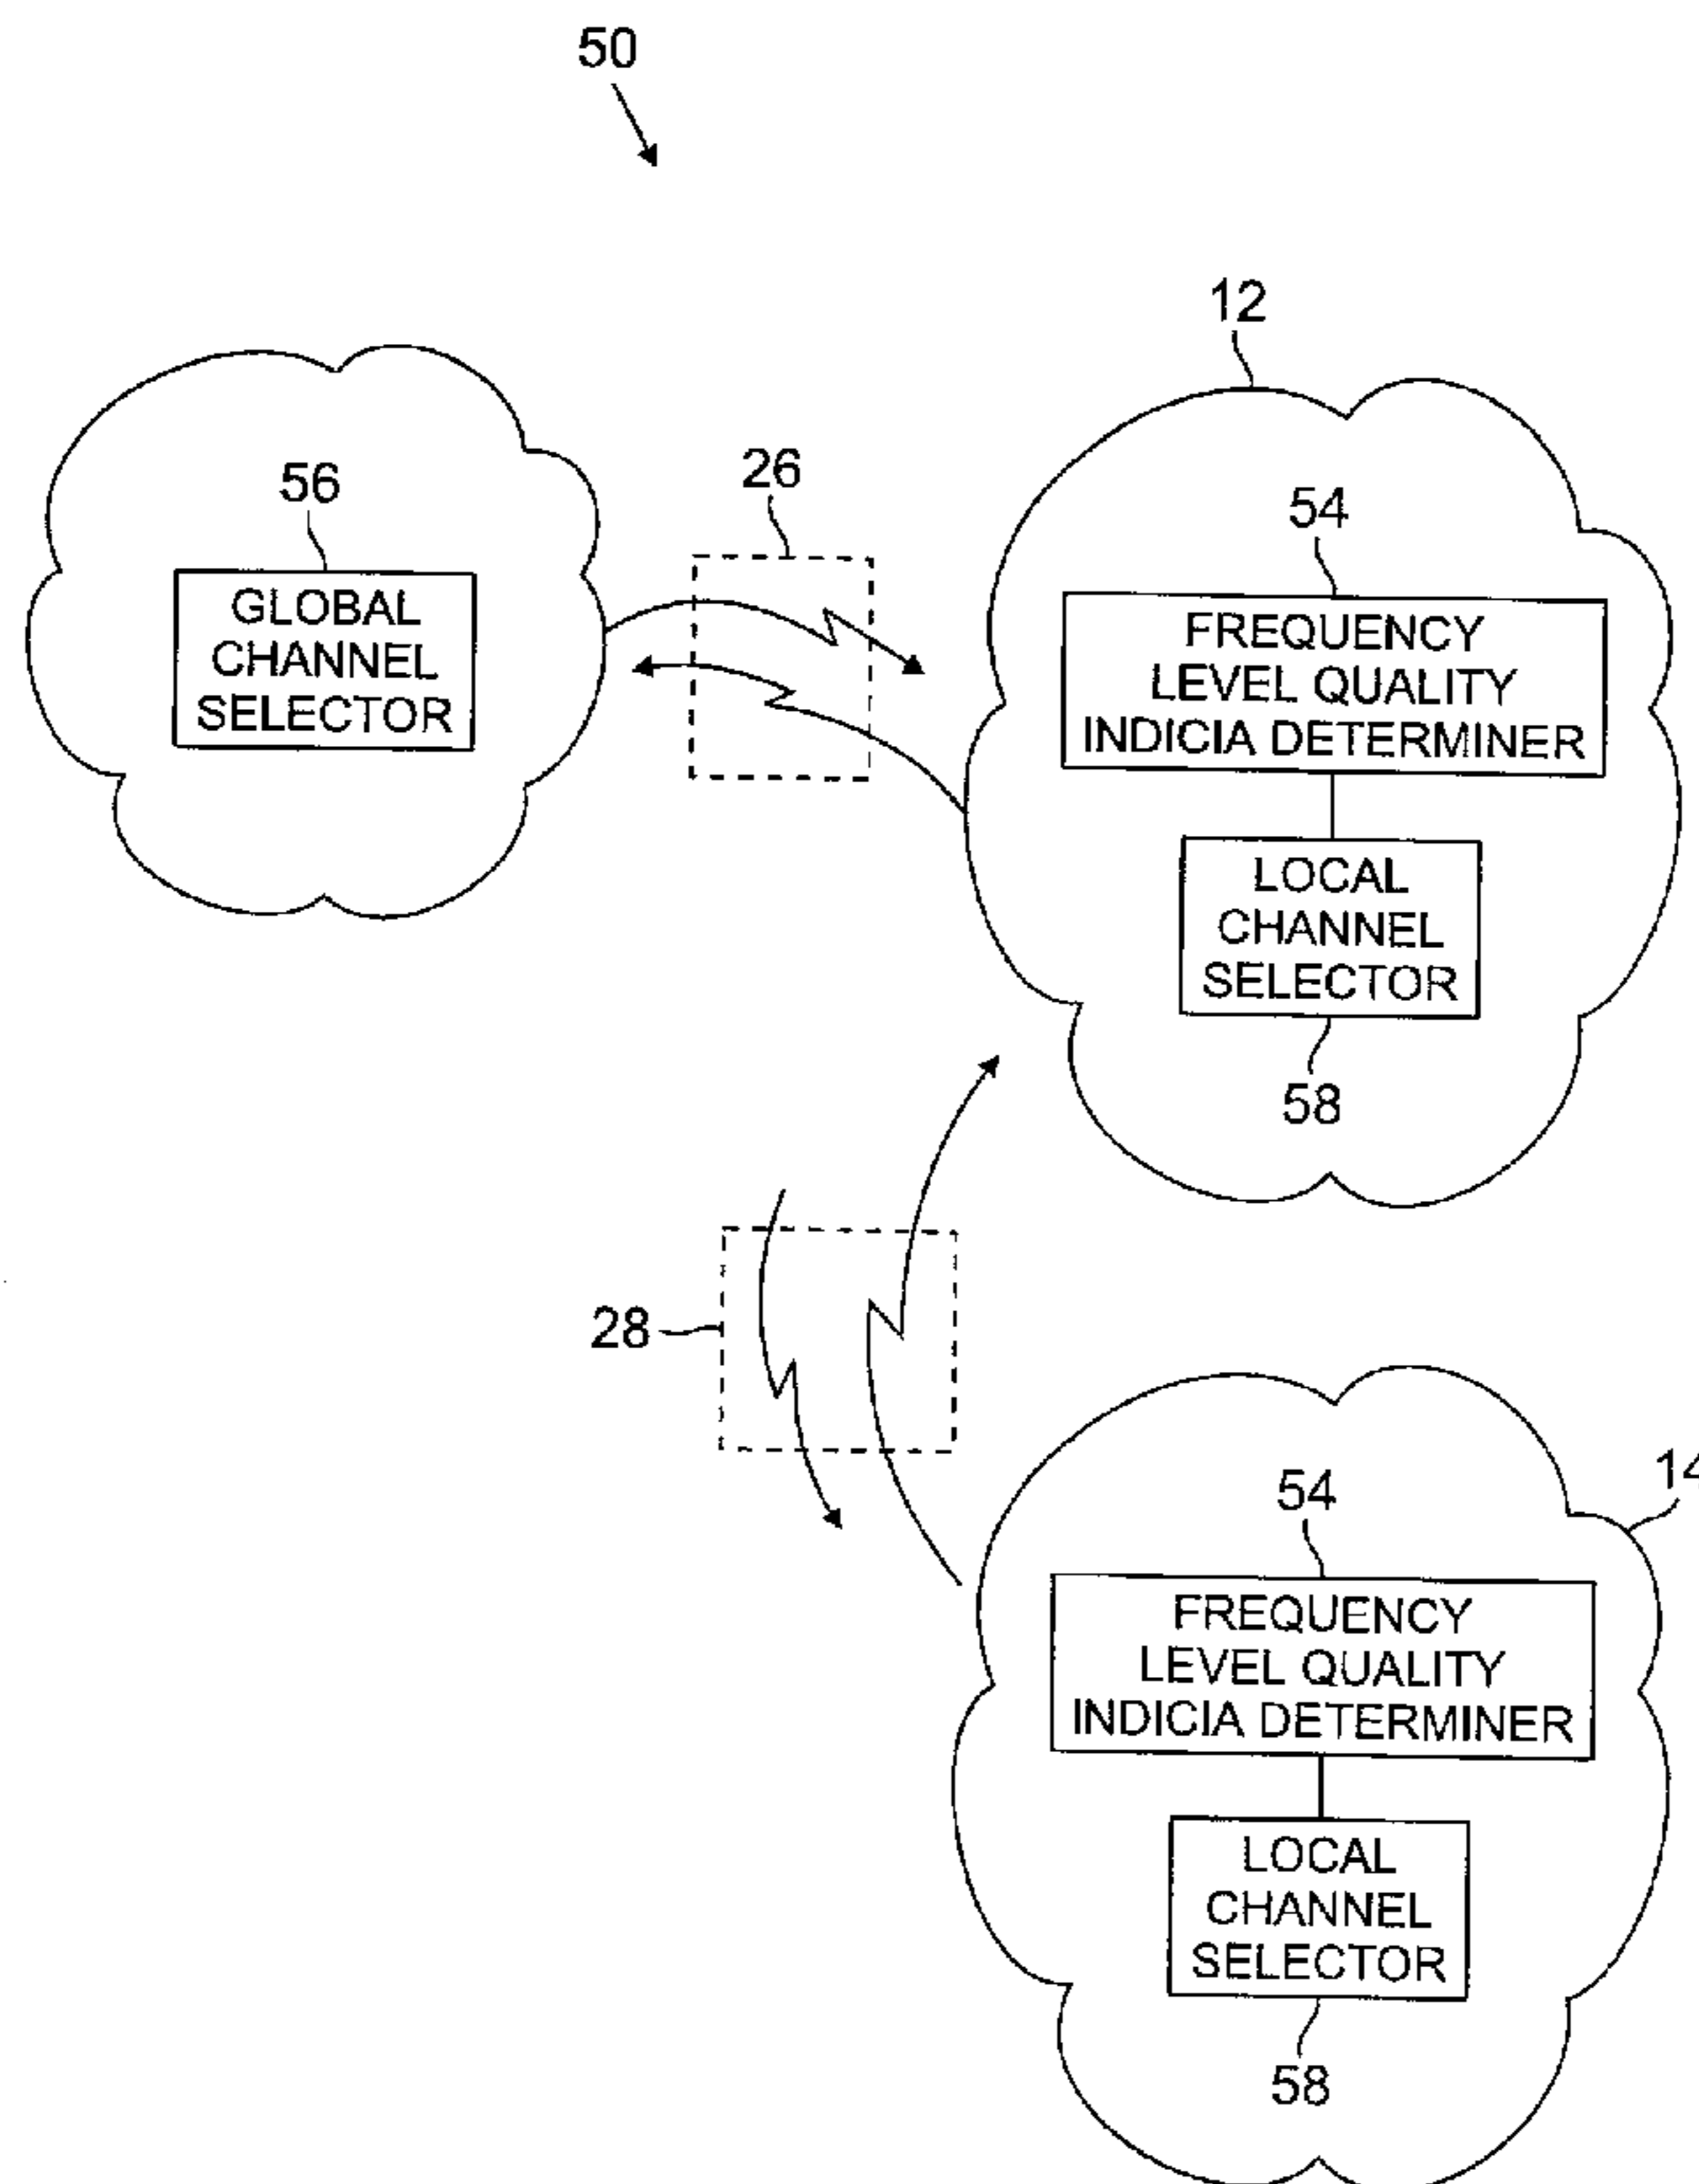 50
12
56
GLOBAL
CHANNEL
SELECTOR
26
54
FREQUENCY
LEVEL QUALITY
INDICIA DETERMINER
LOCAL
CHANNEL
SELECTOR
58
28
14
54
FREQUENCY
LEVEL QUALITY
INDICIA DETERMINER
LOCAL
CHANNEL
SELECTOR
58